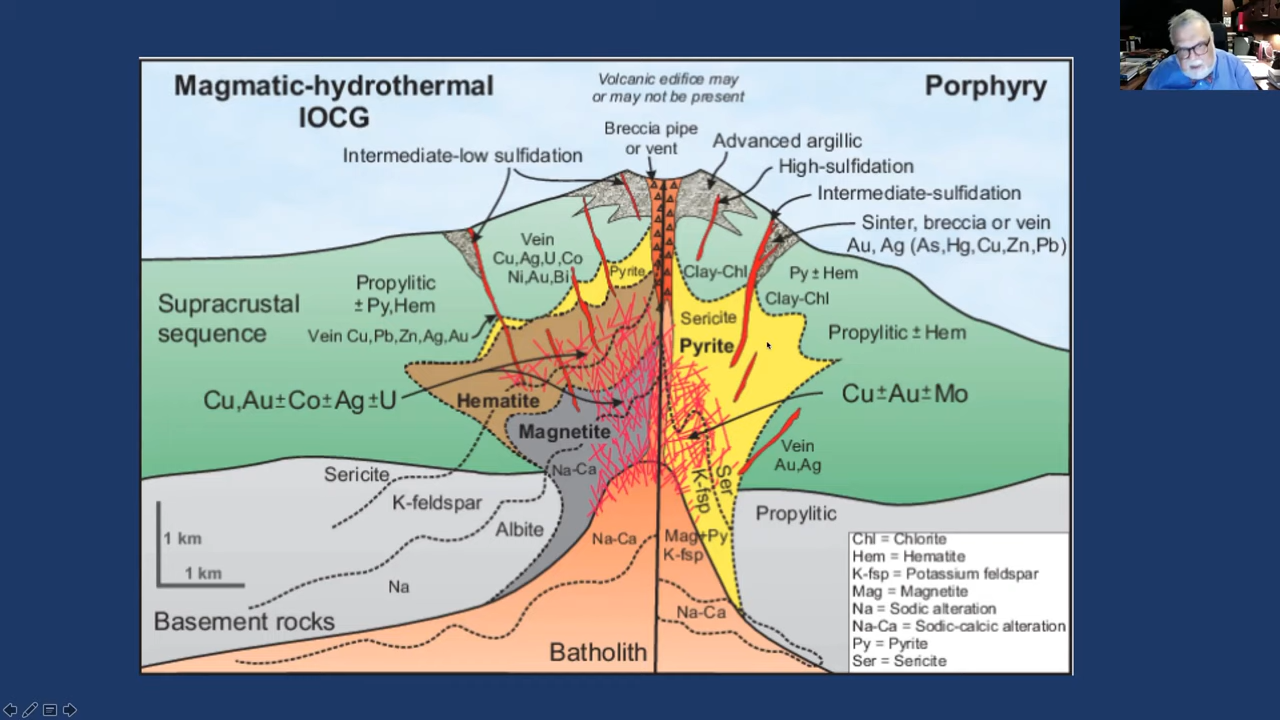 Magmatic-hydrothermal
IOCG
Volcanic edifice may
or may not be present
Porphyry
Breccia pipe
or vent
Intermediate-low sulfidation
Advanced argillic
High-sulfidation
Intermediate-sulfidation
Sinter, breccia or vein
Au, Ag (As,Hg,Cu,Zn,Pb)
Vein
Cu,Ag,U,Co
Ni,Au,Bi
Pyrite
Clay-Chl
Py ± Hem
Clay-Chl
Propylitic
± Py,Hem
Supracrustal
sequence
Vein Cu,Pb,Zn,Ag,Au
Sericite
Pyrite
Propylitic ± Hem
Cu,Au±Co±Ag±U
Hematite
Magnetite
Cu±Au±Mo
Na-Ca
Vein
Au,Ag
Sericite
K-feldspar
Albite
Na
K-fsp
Ser
Propylitic
1 km
1 km
Na-Ca
Mag+Py
K-fsp
Na-Ca
Basement rocks
Batholith
Chl = Chlorite
Hem = Hematite
K-fsp = Potassium feldspar
Mag = Magnetite
Na = Sodic alteration
Na-Ca = Sodic-calcic alteration
Py = Pyrite
Ser = Sericite